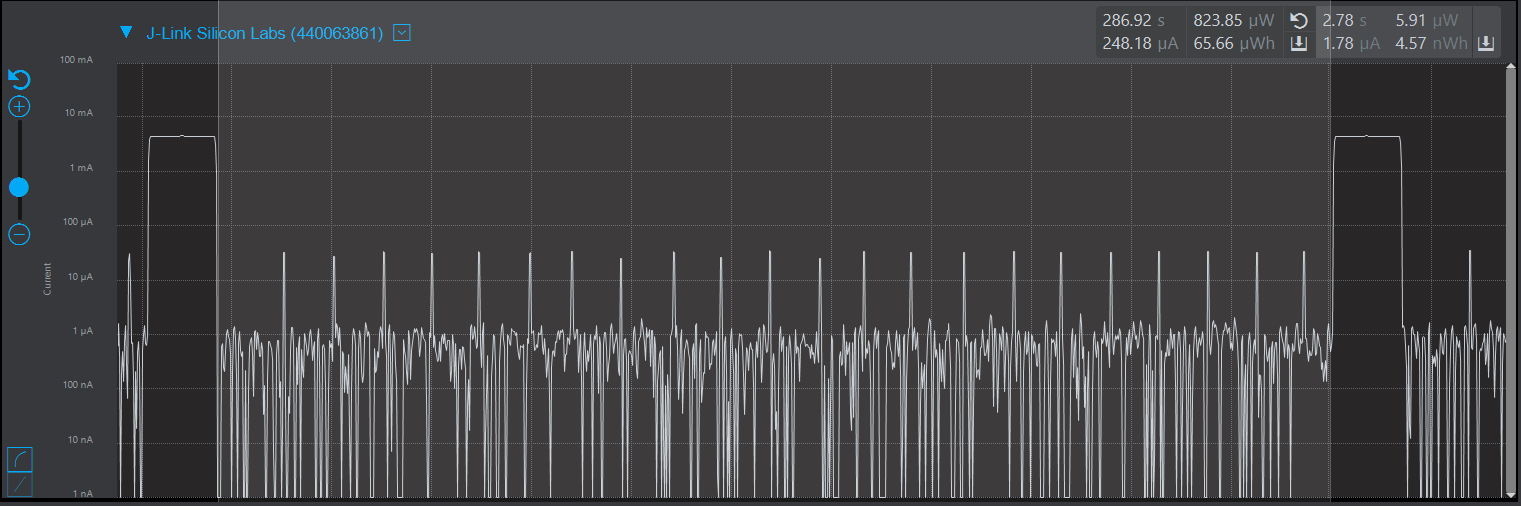 J-Link Silicon Labs (440063861)
286.92 s 823.85 µW 2.78 s 5.91 µW
248.18 µA 65.66 µWh 1.78 µA 4.57 nWh
100 mA
10 mA
1 mA
100 µA
10 µA
1 µA
100 nA
10 nA
1 nA
Current